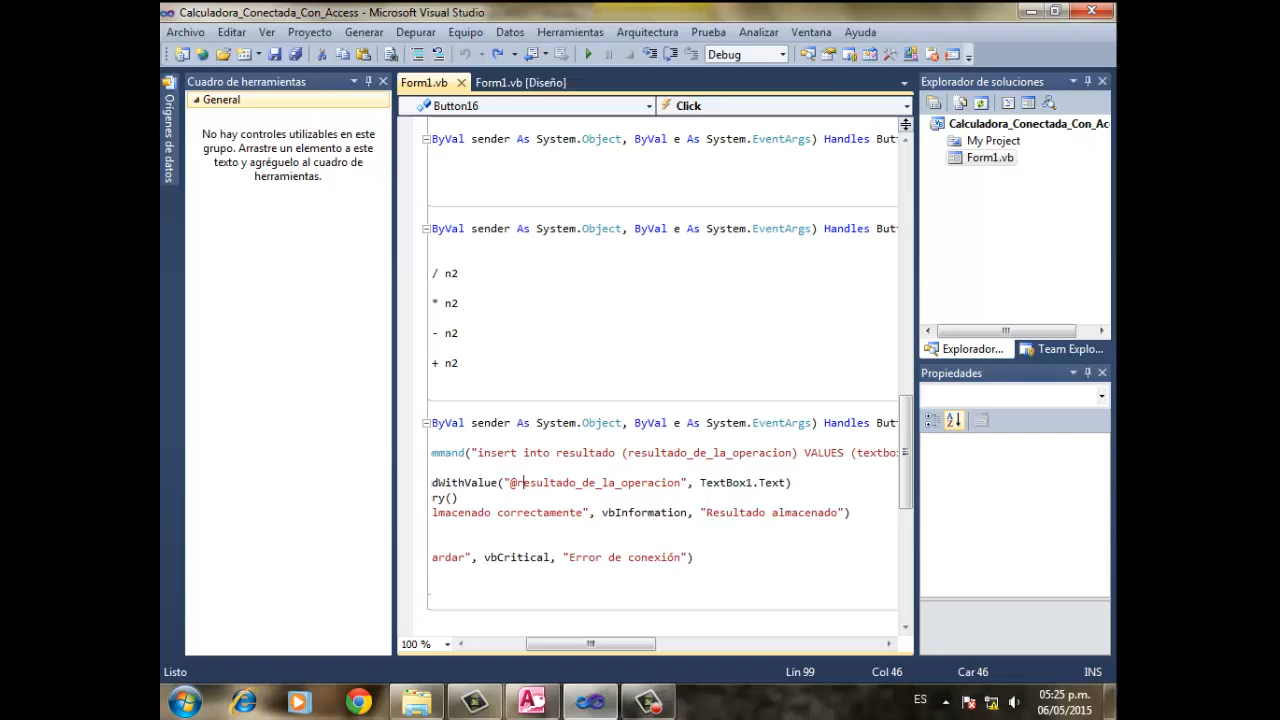 Calculadora_Conectada_Con_Access - Microsoft Visual Studio
Archivo Editar Ver Proyecto Generar Depurar Equipo Datos Herramientas Arquitectura Prueba Analizar Ventana Ayuda
Debug
Cuadro de herramientas
General
No hay controles utilizables en este
grupo. Arrastre un elemento a este
texto y agréguelo al cuadro de
herramientas.
Orígenes de datos
Form1.vb
Form1.vb [Diseño]
Button16
Click
ByVal sender As System.Object, ByVal e As System.EventArgs) Handles But
ByVal sender As System.Object, ByVal e As System.EventArgs) Handles But
/ n2
* n2
- n2
+ n2
ByVal sender As System.Object, ByVal e As System.EventArgs) Handles But
mmand("insert into resultado (resultado_de_la_operacion) VALUES (textbox
dWithValue("@resultado_de_la_operacion", TextBox1.Text)
ry()
lmacenado correctamente", vbInformation, "Resultado almacenado")
ardar", vbCritical, "Error de conexión")
100 %
Explorador de soluciones
Calculadora_Conectada_Con_Acce
My Project
Form1.vb
Explorador...
Team Explo...
Propiedades
Listo
Lín 99
Col 46
Car 46
INS
ES
05:25 p.m.
06/05/2015